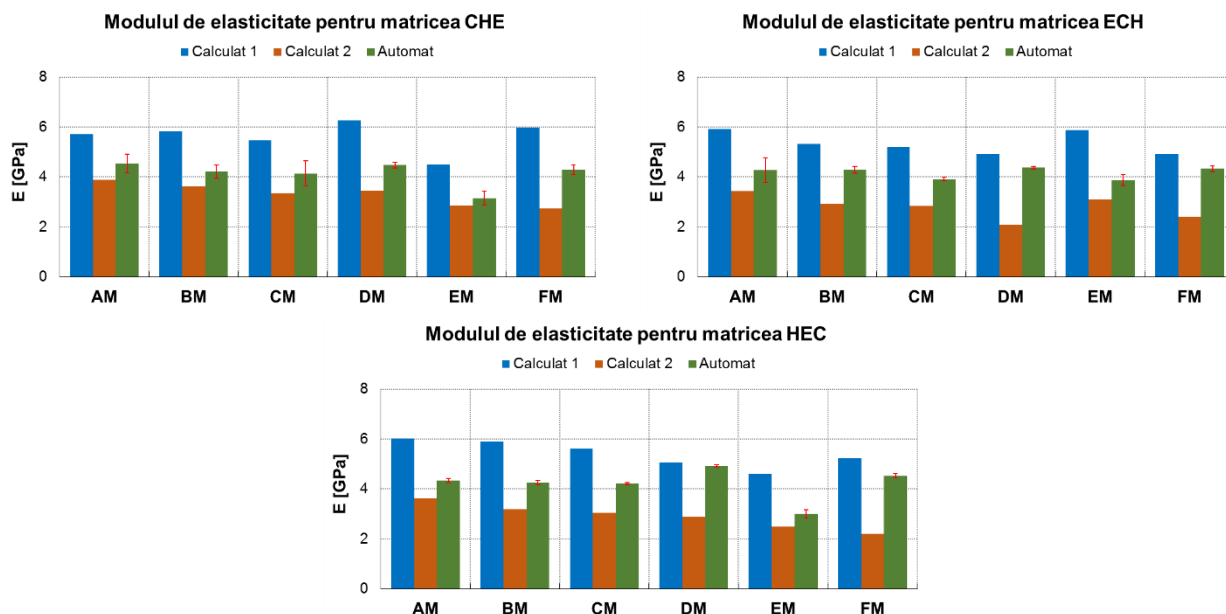 Modulul de elasticitate pentru matricea CHE
Calculat 1 Calculat 2 Automat
E [GPa]
8
6
4
2
0
AM BM CM DM EM FM
Modulul de elasticitate pentru matricea ECH
Calculat 1 Calculat 2 Automat
E [GPa]
8
6
4
2
0
AM BM CM DM EM FM
Modulul de elasticitate pentru matricea HEC
Calculat 1 Calculat 2 Automat
E [GPa]
8
6
4
2
0
AM BM CM DM EM FM